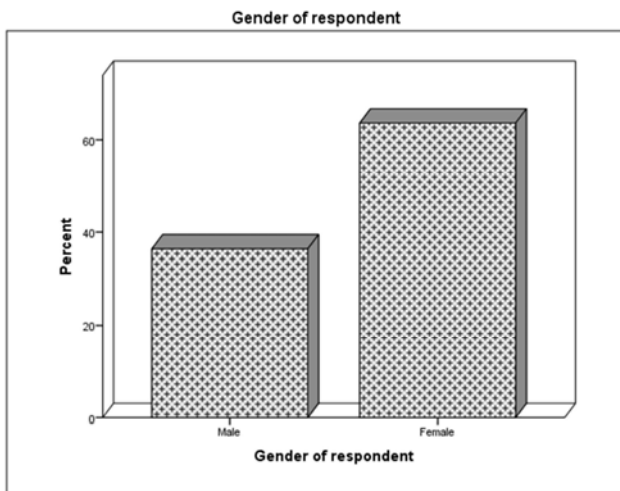 Gender of respondent
Percent
60
40
20
0
Male Female
Gender of respondent